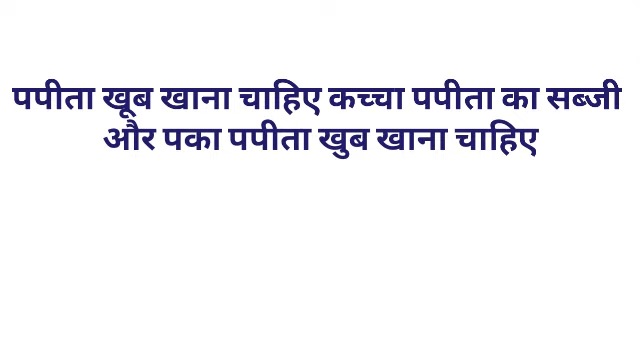 पपीता खूब खाना चाहिए कच्चा पपीता का सब्जी
और पका पपीता खुब खाना चाहिए